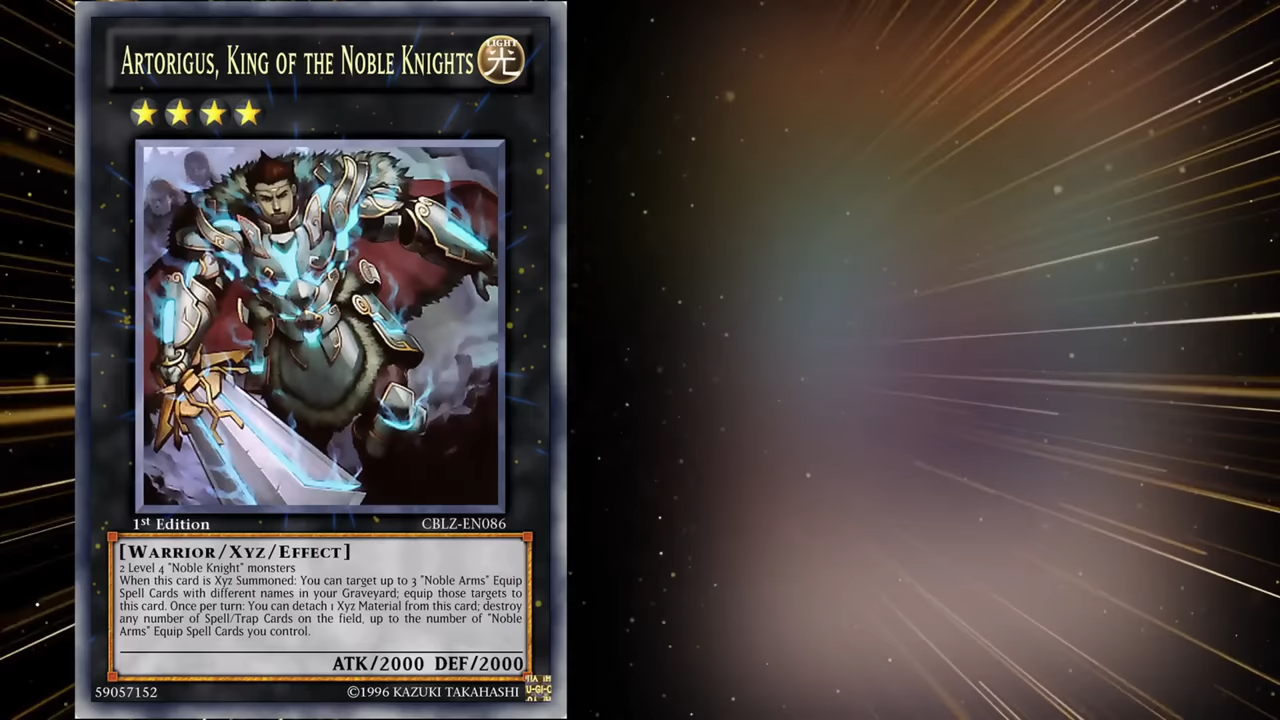 Artorigus, King of the Noble Knights
LIGHT
光
1st Edition
CBLZ-EN086
[Warrior/Xyz/Effect]
2 Level 4 "Noble Knight" monsters
When this card is Xyz Summoned: You can target up to 3 "Noble Arms" Equip
Spell Cards with different names in your Graveyard; equip those targets to
this card. Once per turn: You can detach 1 Xyz Material from this card; destroy
any number of Spell/Trap Cards on the field, up to the number of "Noble
Arms" Equip Spell Cards you control.
ATK/2000 DEF/2000
59057152
©1996 KAZUKI TAKAHASHI